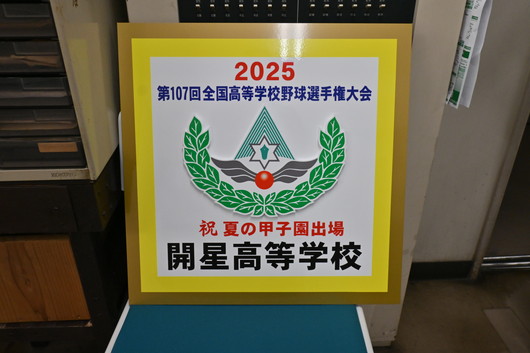 2025
第107回全国高等学校野球選手権大会
祝 夏の甲子園出場
開星高等学校